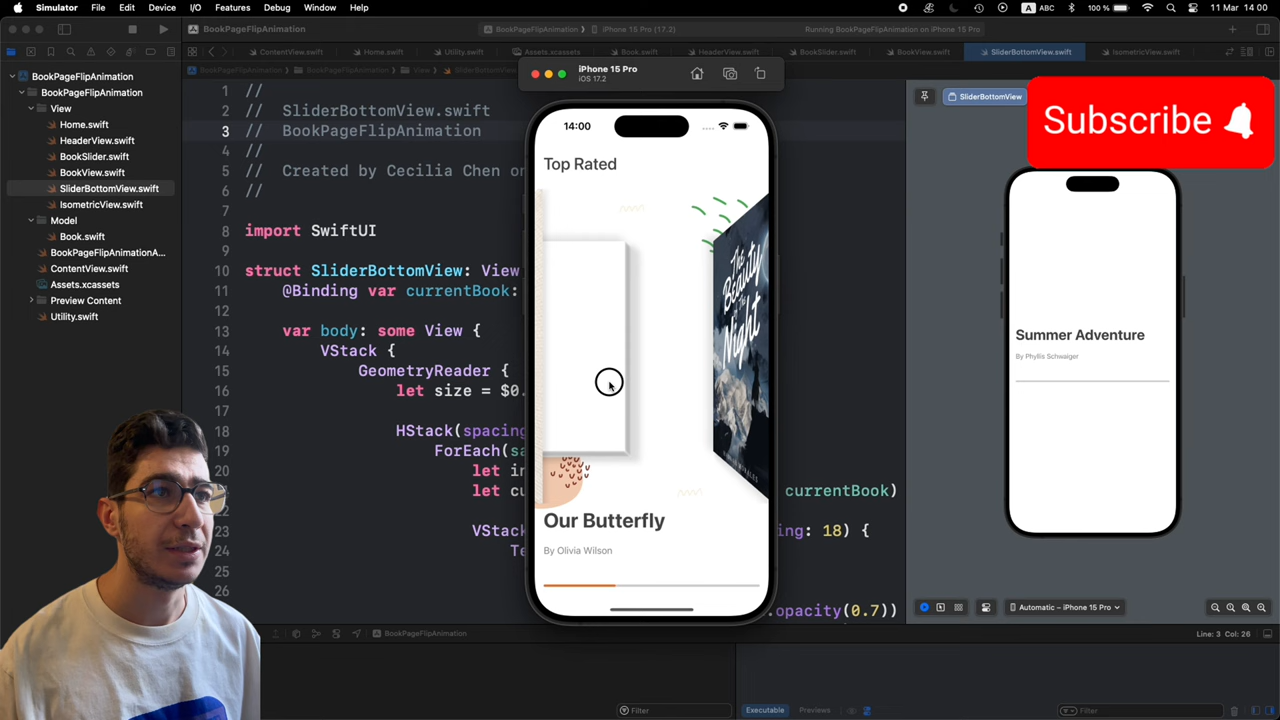 Simulator File Edit Device I/O Features Debug Window Help
A ABC 100 % 11 Mar 14 00
BookPageFlipAnimation
BookPageFlipAnimation iPhone 15 Pro (17.2)
Running BookPageFlipAnimation on iPhone 15 Pro
ContentView.swift Home.swift Utility.swift Assets.xcassets Book.swift HeaderView.swift BookSlider.swift BookView.swift SliderBottomView.swift IsometricView.swift
BookPageFlipAnimation BookPageFlipAnimation View
BookPageFlipAnimation
BookPageFlipAnimation
View
Home.swift
HeaderView.swift
BookSlider.swift
BookView.swift
SliderBottomView.swift
IsometricView.swift
Model
Book.swift
BookPageFlipAnimationA...
ContentView.swift
Assets.xcassets
Preview Content
Utility.swift
1 //
2 // SliderBottomView.swift
3 // BookPageFlipAnimation
4 //
5 // Created by Cecilia Chen on
6 //
7
8 import SwiftUI
9
10 struct SliderBottomView: View
11 @Binding var currentBook:
12
13 var body: some View {
14 VStack {
15 GeometryReader {
16 let size = $0.
17
18 HStack(spacing
19 ForEach(sa
20 let in
21 let cu currentBook)
22
23 VStack ing: 18) {
24 Te
25
26 .opacity(0.7))
iPhone 15 Pro
iOS 17.2
14:00
Top Rated
The Beauty of the Night
Our Butterfly
By Olivia Wilson
SliderBottomView
Subscribe
Summer Adventure
By Phyllis Schwaiger
Automatic – iPhone 15 Pro
BookPageFlipAnimation
Line: 3 Col: 26
Filter
Executable Previews
Filter